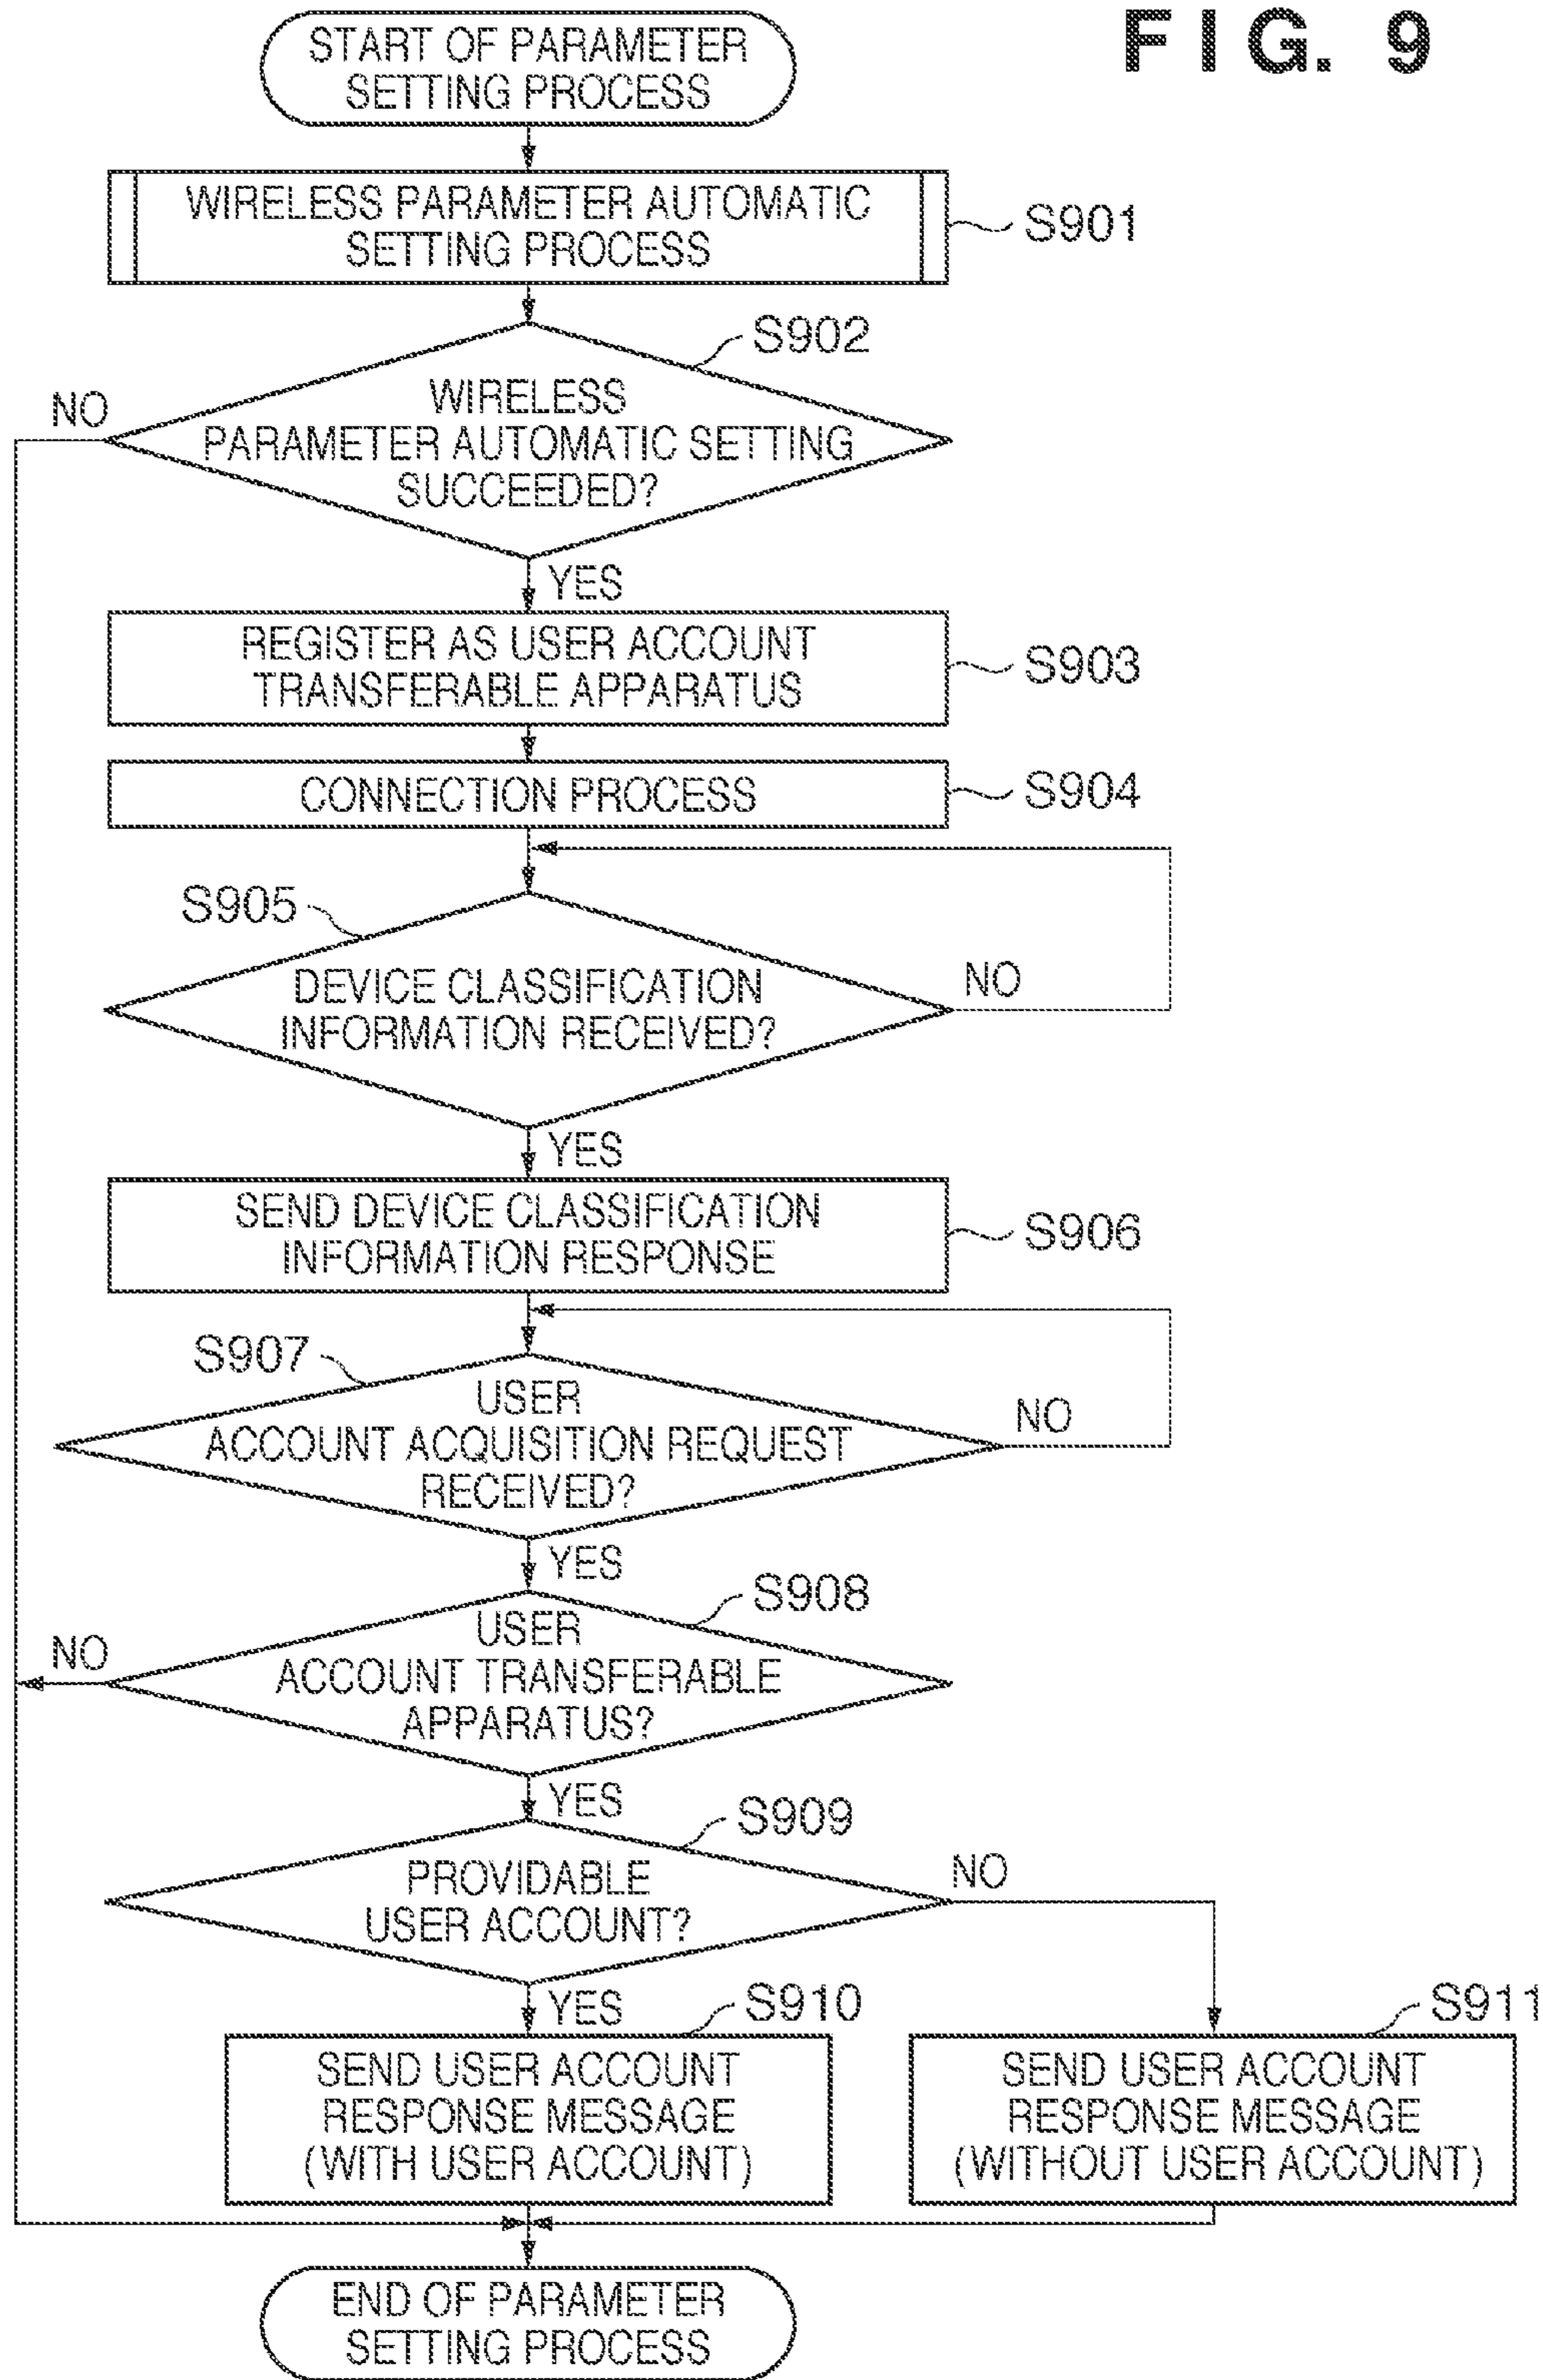 FIG. 9
START OF PARAMETER
SETTING PROCESS
WIRELESS PARAMETER AUTOMATIC
SETTING PROCESS
S901
S902
WIRELESS
PARAMETER AUTOMATIC SETTING
SUCCEEDED?
NO
YES
REGISTER AS USER ACCOUNT
TRANSFERABLE APPARATUS
S903
CONNECTION PROCESS
S904
S905
DEVICE CLASSIFICATION
INFORMATION RECEIVED?
NO
YES
SEND DEVICE CLASSIFICATION
INFORMATION RESPONSE
S906
S907
USER
ACCOUNT ACQUISITION REQUEST
RECEIVED?
NO
YES
S908
USER
ACCOUNT TRANSFERABLE
APPARATUS?
NO
YES
S909
PROVIDABLE
USER ACCOUNT?
NO
YES
S910
SEND USER ACCOUNT
RESPONSE MESSAGE
(WITH USER ACCOUNT)
S911
SEND USER ACCOUNT
RESPONSE MESSAGE
(WITHOUT USER ACCOUNT)
END OF PARAMETER
SETTING PROCESS